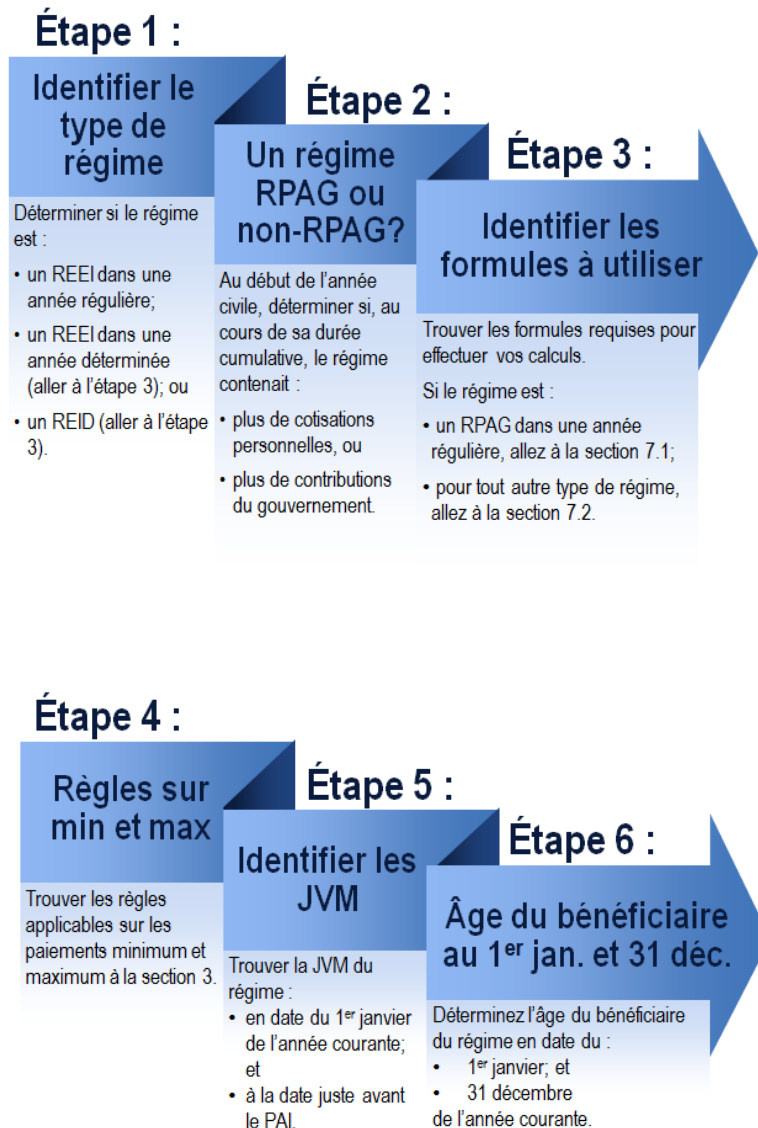 Étape 1 :
Identifier le
type de
régime
Déterminer si le régime
est :
• un REEI dans une
année régulière;
• un REEI dans une
année déterminée
(aller à l'étape 3); ou
• un REID (aller à l'étape
3).
Étape 2 :
Un régime
RPAG ou
non-RPAG?
Au début de l'année
civile, déterminer si, au
cours de sa durée
cumulative, le régime
contenait :
• plus de cotisations
personnelles, ou
• plus de contributions
du gouvernement.
Étape 3 :
Identifier les
formules à utiliser
Trouver les formules requises pour
effectuer vos calculs.
Si le régime est :
• un RPAG dans une année
régulière, allez à la section 7.1;
• pour tout autre type de régime,
allez à la section 7.2.
Étape 4 :
Règles sur
min et max
Trouver les règles
applicables sur les
paiements minimum et
maximum à la section 3.
Étape 5 :
Identifier les
JVM
Trouver la JVM du
régime :
• en date du 1er janvier
de l'année courante;
et
• à la date juste avant
le PAI.
Étape 6 :
Âge du bénéficiaire
au 1er jan. et 31 déc.
Déterminez l'âge du bénéficiaire
du régime en date du :
• 1er janvier; et
• 31 décembre
de l'année courante.